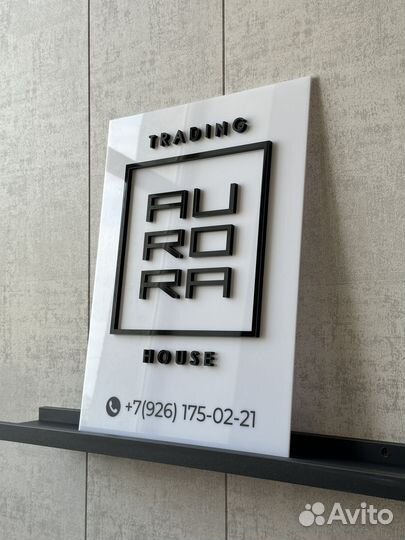 TRADING
AU
RO
RA
HOUSE
+7(926) 175-02-21
Avito